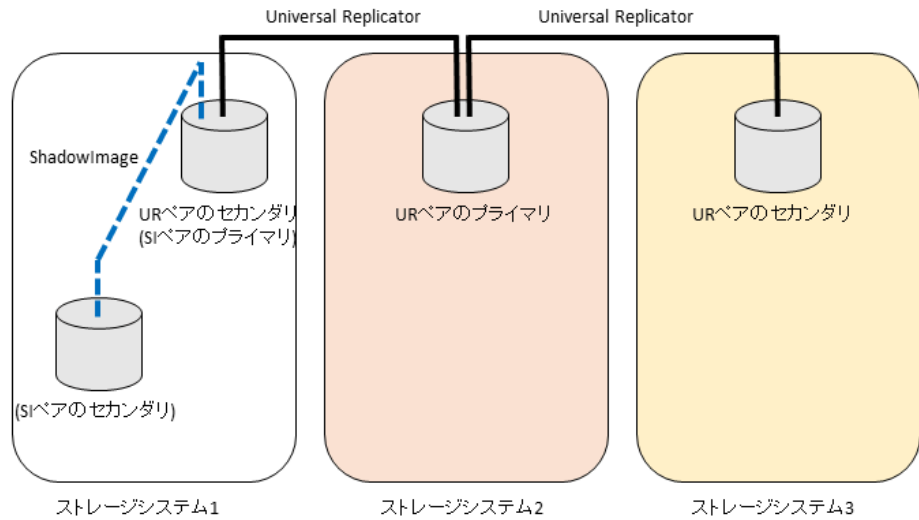 Universal Replicator
Universal Replicator
ShadowImage
URペアのセカンダリ
(SIペアのプライマリ)
URペアのプライマリ
URペアのセカンダリ
(SIペアのセカンダリ)
ストレージシステム1
ストレージシステム2
ストレージシステム3